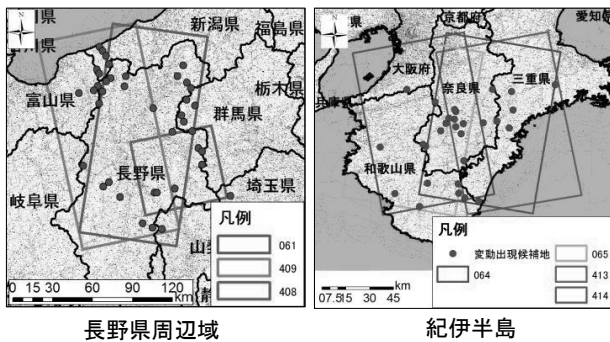 新潟県
福島県
富山県
栃木県
群馬県
長野県
岐阜県
埼玉県
凡例
061
409
408
0 15 30 60 90 120
km
長野県周辺域
京都府
愛知
大阪府
奈良県
三重県
兵庫県
和歌山県
凡例
変動出現候補地
064
065
413
414
07.515 30 45
km
紀伊半島